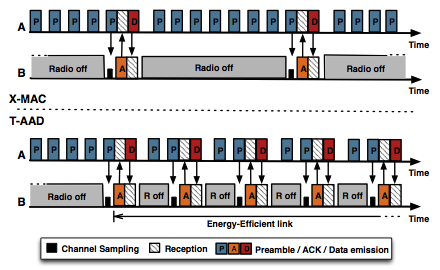 A P P P P P D P P P P P P P P D P P P P
Time
B Radio off A Radio off A Radio off
Time
X-MAC
T-AAD
A P P P P P D P P D P P D P P D P P D
Time
B Radio off A R off A R off A R off A R off A
Time
Energy-Efficient link
Channel Sampling Reception P A D Preamble / ACK / Data emission